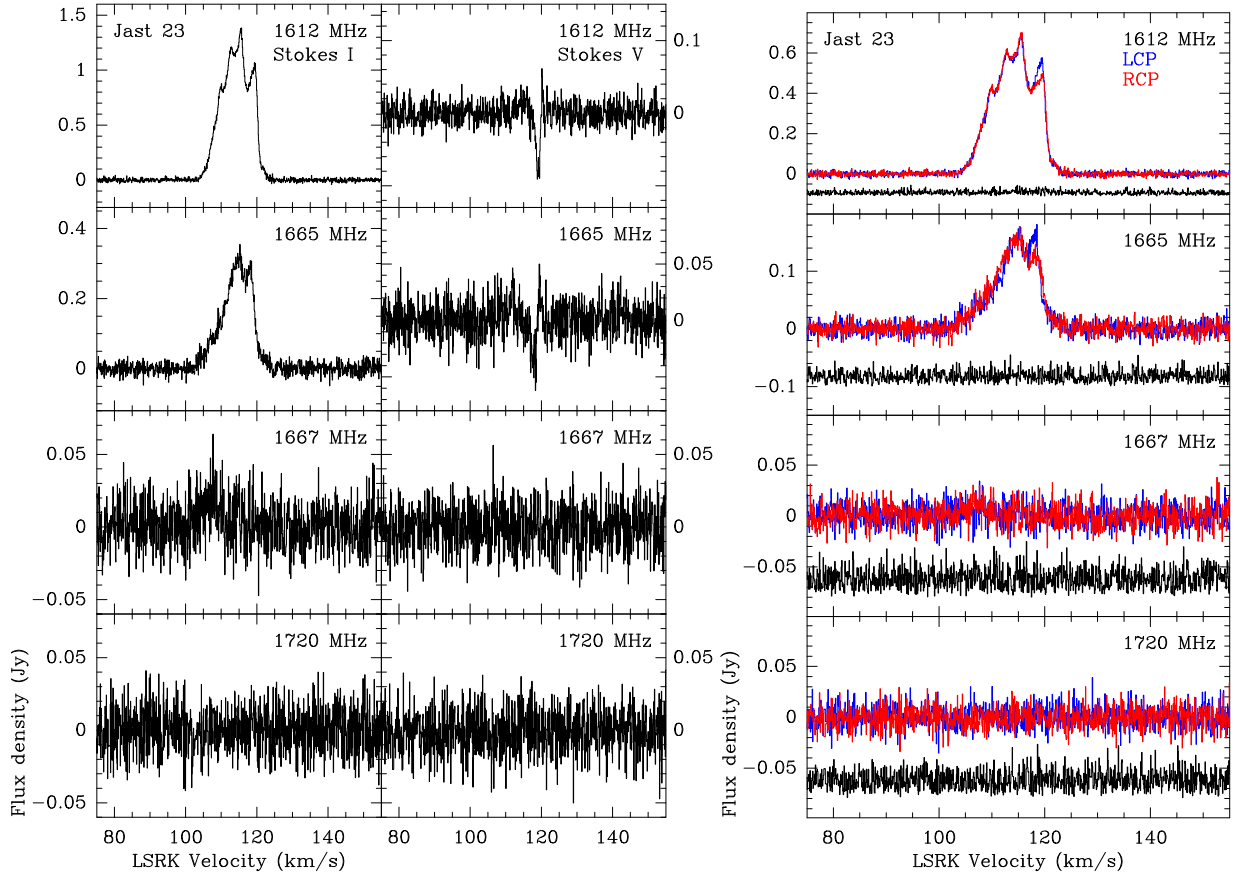 Jast 23
1612 MHz
Stokes I
1.5
1
0.5
0
1612 MHz
Stokes V
0.1
0
1665 MHz
0.4
0.2
0
1665 MHz
0.05
0
1667 MHz
0.05
0
−0.05
1667 MHz
0.05
0
1720 MHz
0.05
0
−0.05
1720 MHz
0.05
0
80 100 120 140
80 100 120 140
Flux density (Jy)
LSRK Velocity (km/s)
LSRK Velocity (km/s)
Jast 23
1612 MHz
LCP
RCP
0.6
0.4
0.2
0
1665 MHz
0.1
0
−0.1
1667 MHz
0.05
0
−0.05
1720 MHz
0.05
0
−0.05
80 100 120 140
Flux density (Jy)
LSRK Velocity (km/s)